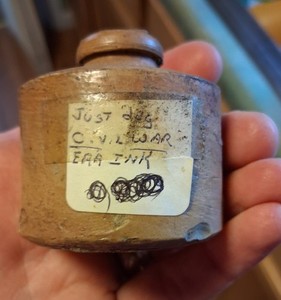 JUST dug
CIVIL WAR
ERA INK